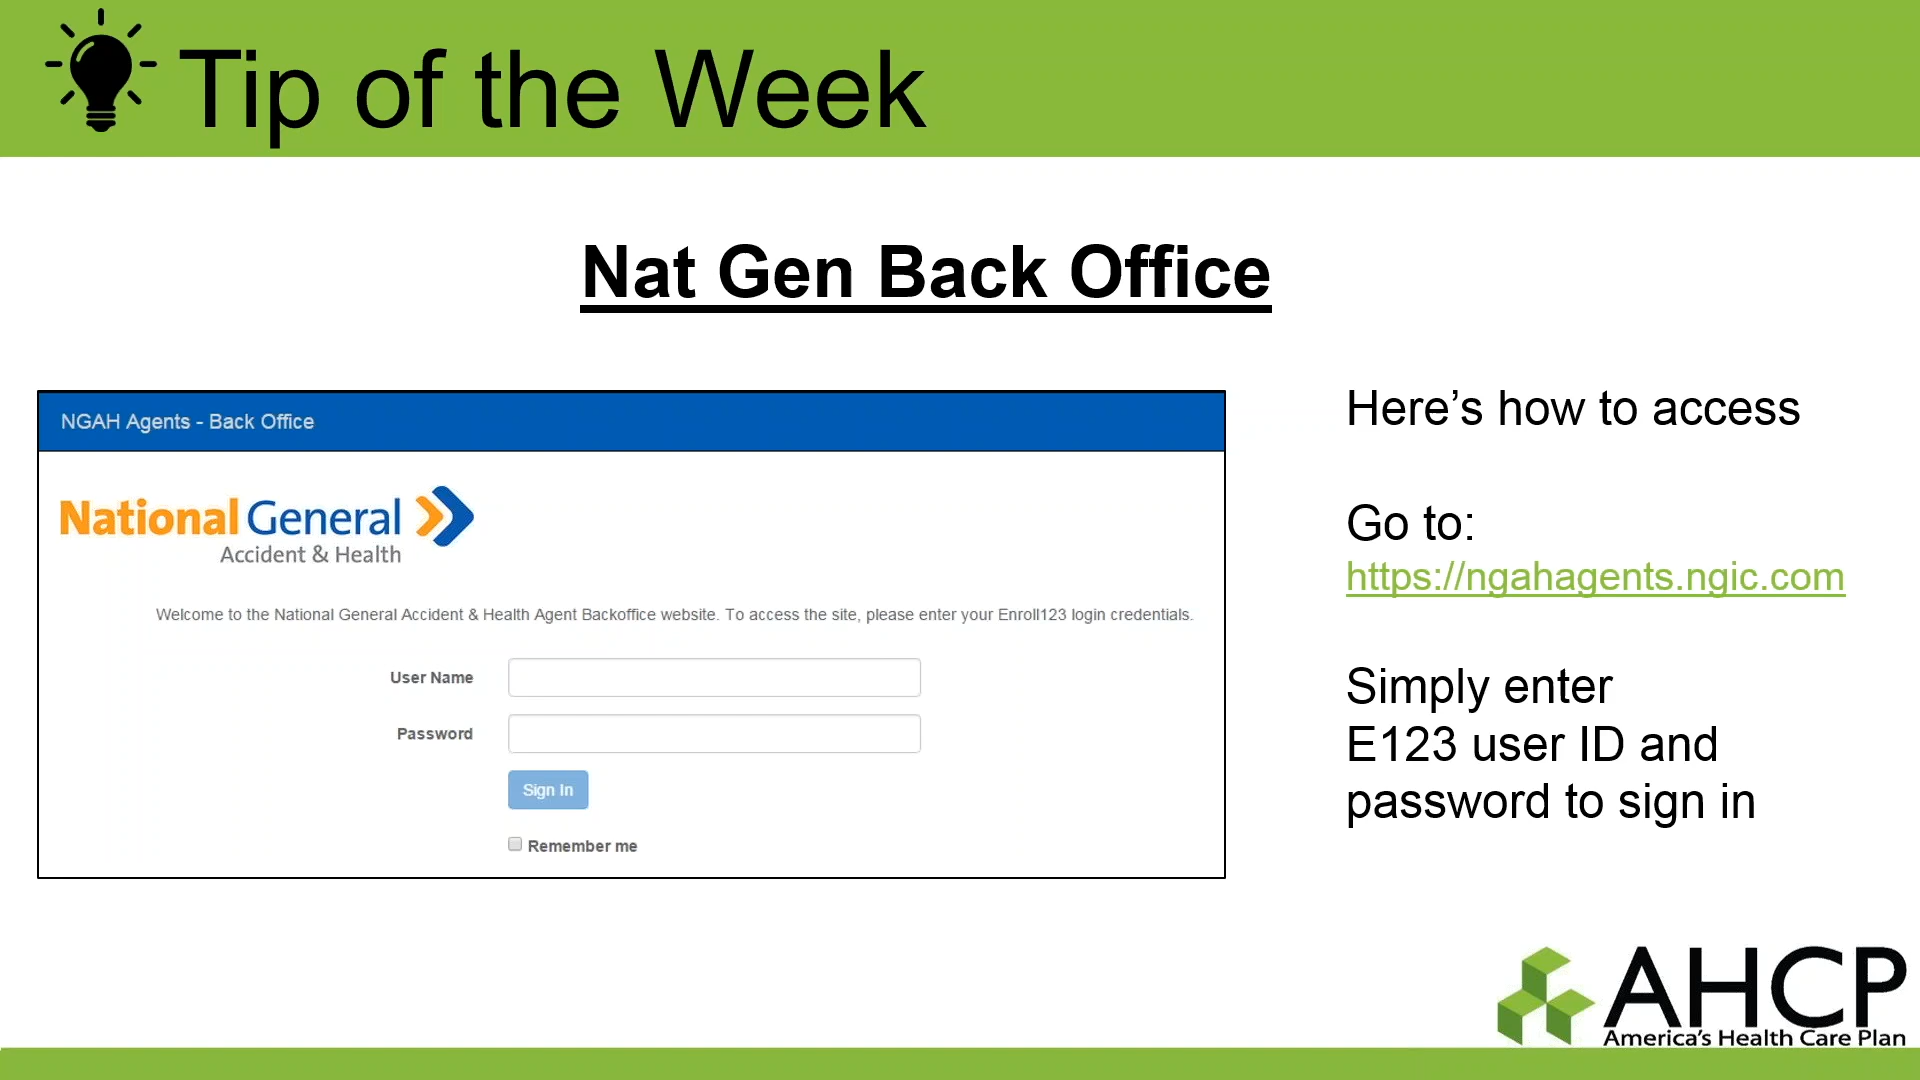 Tip of the Week
Nat Gen Back Office
NGAH Agents - Back Office
National General
Accident & Health
Welcome to the National General Accident & Health Agent Backoffice website. To access the site, please enter your Enroll123 login credentials.
User Name
Password
Sign In
Remember me
Here’s how to access
Go to:
https://ngahagents.ngic.com
Simply enter
E123 user ID and
password to sign in
AHCP
America's Health Care Plan